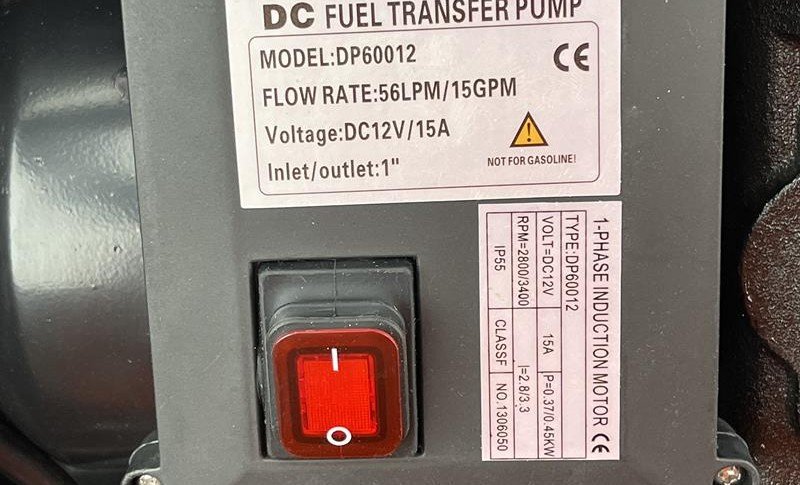 DC FUEL TRANSFER PUMP
MODEL:DP60012
CE
FLOW RATE:56LPM/15GPM
Voltage:DC12V/15A
Inlet/outlet:1"
NOT FOR GASOLINE!
1-PHASE INDUCTION MOTOR CE
TYPE:DP60012
VOLT=DC12V 15A P=0.37/0.45KW
RPM=2800/3400 I=2.8/3.3
IP55 CLASSF NO.1306050